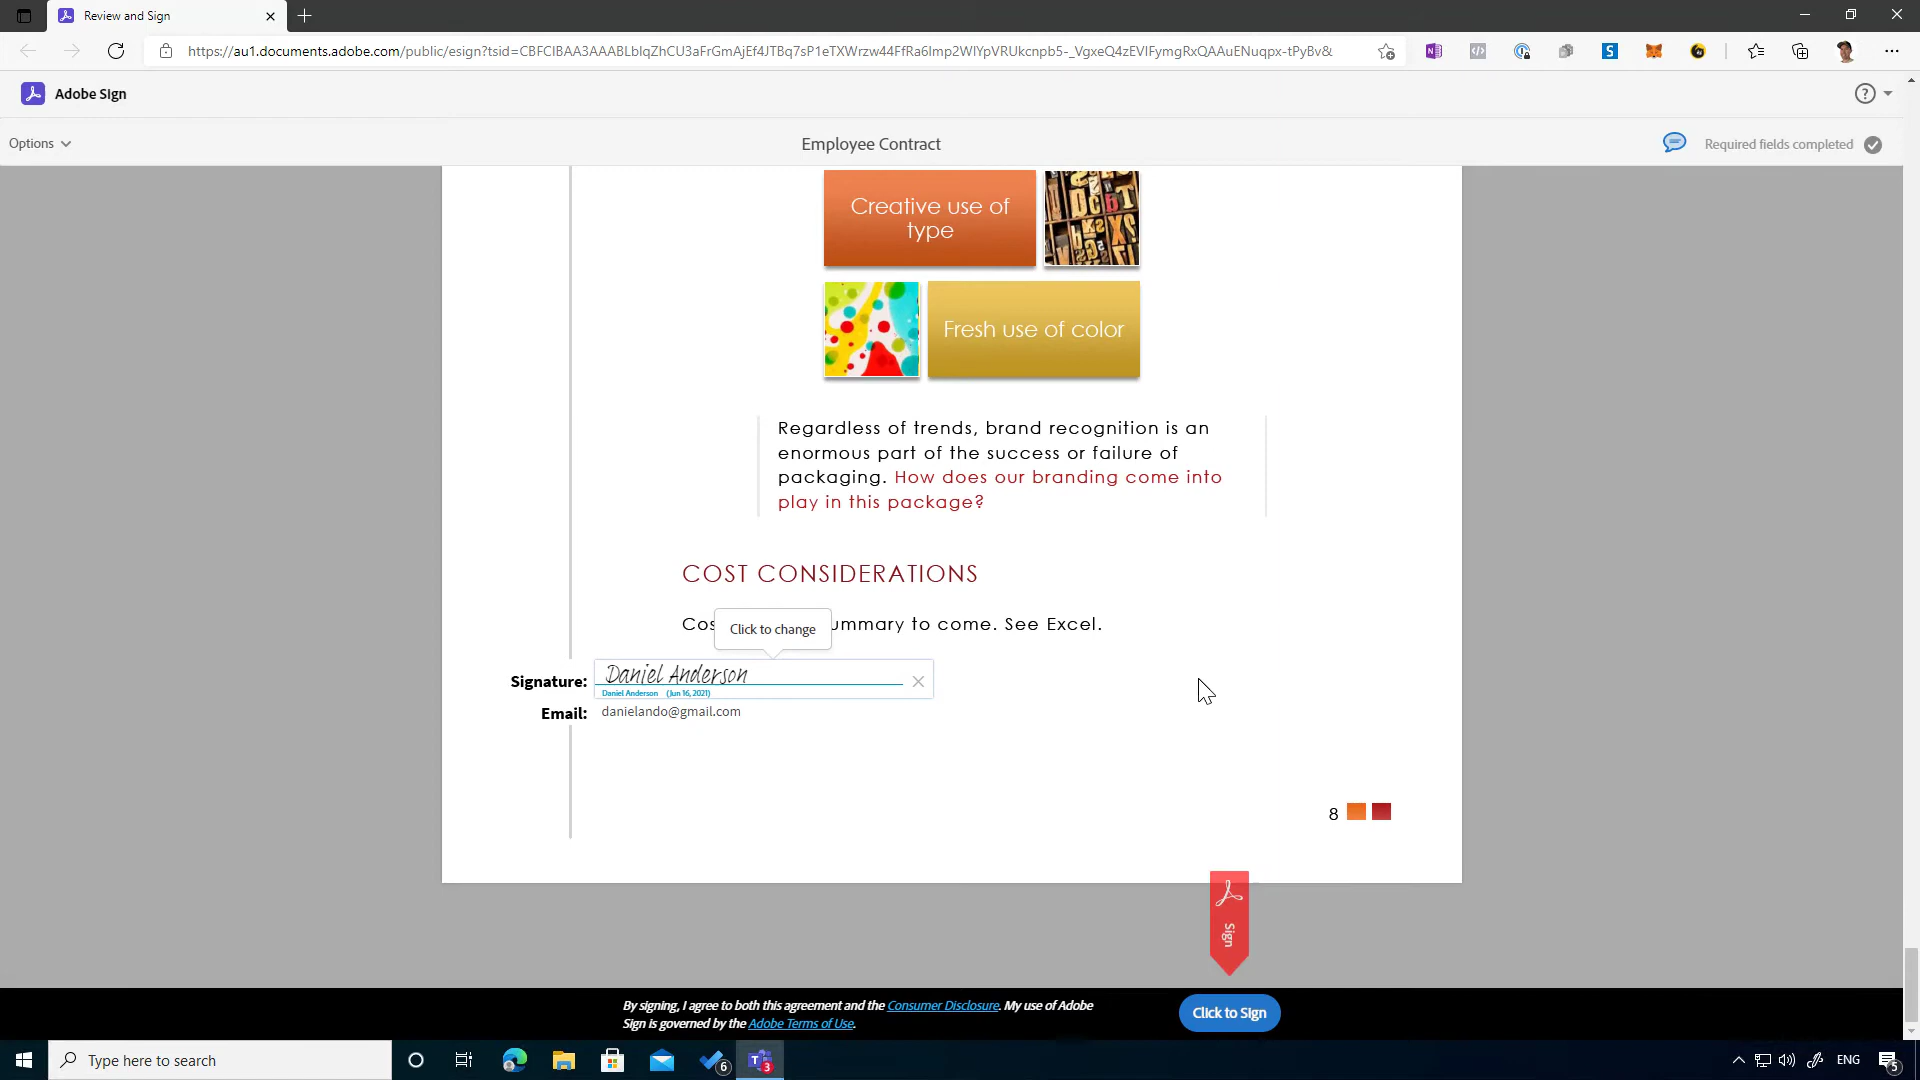 Review and Sign
https://au1.documents.adobe.com/public/esign?tsid=CBFCIBAA3AAABLblqZhCU3aFrGmAjEf4JTBq7sP1eTXWrzw44FfRa6lmp2WlYpVRUkcnpb5-_VgxeQ4zEVIFymgRxQAAuENuqpx-tPyBv&
Adobe Sign
Options
Employee Contract
Required fields completed
Creative use of
type
Fresh use of color
Regardless of trends, brand recognition is an
enormous part of the success or failure of
packaging. How does our branding come into
play in this package?
COST CONSIDERATIONS
Click to change
ummary to come. See Excel.
Signature: Daniel Anderson
Daniel Anderson (Jun 16, 2021)
Email: danielando@gmail.com
8
Sign
By signing, I agree to both this agreement and the Consumer Disclosure. My use of Adobe
Sign is governed by the Adobe Terms of Use.
Click to Sign
Type here to search
6
3
ENG
5